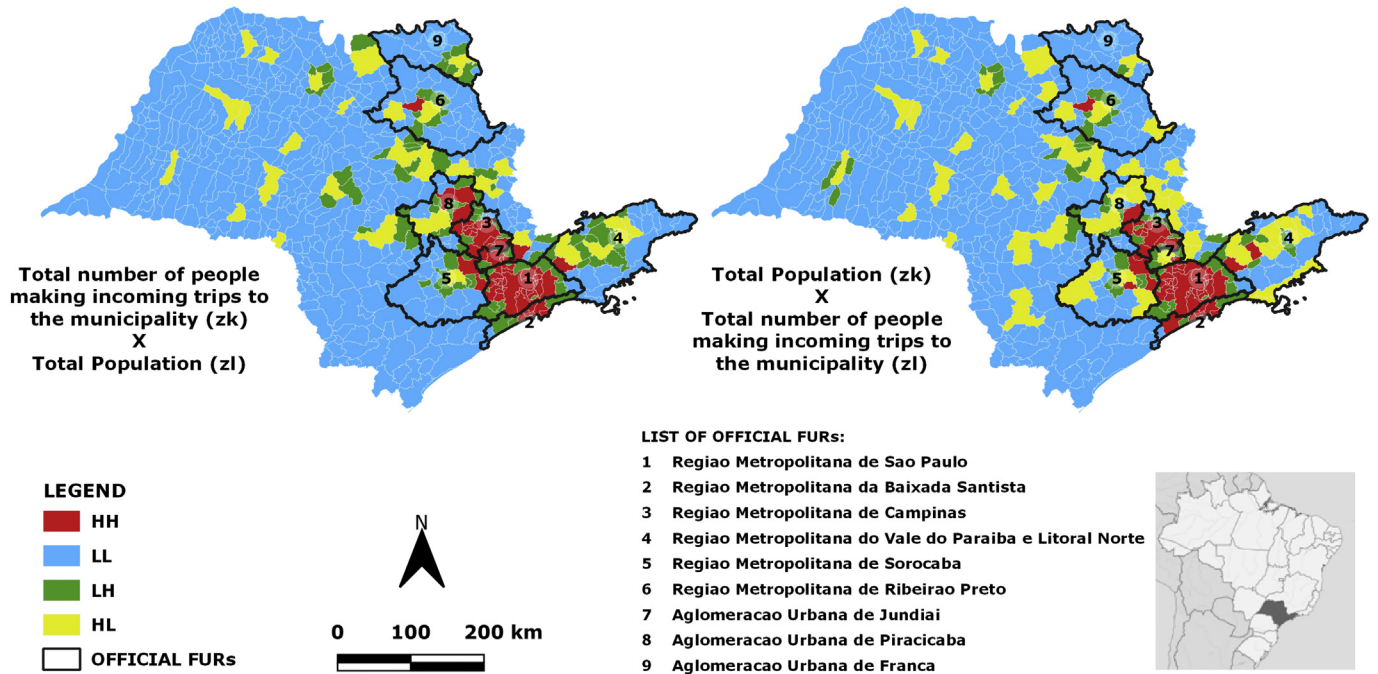 9
6
8
3
7
4
5
1
2
Total number of people
making incoming trips to
the municipality (zk)
X
Total Population (zl)
9
6
8
3
7
4
5
1
2
Total Population (zk)
X
Total number of people
making incoming trips to
the municipality (zl)
LEGEND
HH
LL
LH
HL
OFFICIAL FURs
N
0 100 200 km
LIST OF OFFICIAL FURs:
1 Regiao Metropolitana de Sao Paulo
2 Regiao Metropolitana da Baixada Santista
3 Regiao Metropolitana de Campinas
4 Regiao Metropolitana do Vale do Paraiba e Litoral Norte
5 Regiao Metropolitana de Sorocaba
6 Regiao Metropolitana de Ribeirao Preto
7 Aglomeracao Urbana de Jundiai
8 Aglomeracao Urbana de Piracicaba
9 Aglomeracao Urbana de Franca